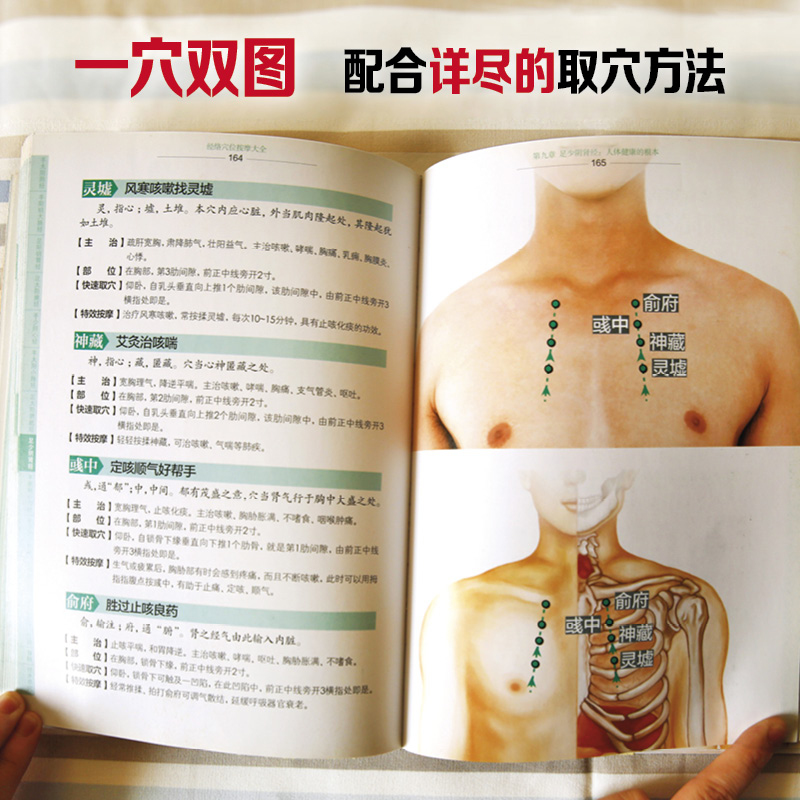 一穴双图 配合详尽的取穴方法
经络穴位按摩大全
164
灵墟 风寒咳嗽找灵墟
灵,指心;墟,土堆。本穴内应心脏,外当肌肉隆起处,其隆起犹
如土堆。
【主治】疏肝宽胸,肃降肺气,壮阳益气。主治咳嗽、哮喘、胸痛、乳痈、胸膜炎、
心悸。
【部位】在胸部,第3肋间隙,前正中线旁开2寸。
【快速取穴】仰卧,自乳头垂直向上推1个肋间隙,该肋间隙中,由前正中线旁开3
横指处即是。
【特效按摩】治疗风寒咳嗽,常按揉灵墟,每次10~15分钟,具有止咳化痰的功效。
神藏 艾灸治咳喘
神,指心;藏,匿藏。穴当心神匿藏之处。
【主治】宽胸理气,降逆平喘。主治咳嗽、哮喘、胸痛、支气管炎、呕吐。
【部位】在胸部,第2肋间隙,前正中线旁开2寸。
【快速取穴】仰卧,自乳头垂直向上推2个肋间隙,该肋间隙中,由前正中线旁开3
横指处即是。
【特效按摩】轻轻按揉神藏,可治咳嗽、气喘等肺疾。
彧中 定咳顺气好帮手
彧,通“郁”;中,中间。郁有茂盛之意,穴当肾气行于胸中大盛之处。
【主治】宽胸理气,止咳化痰。主治咳嗽、胸胁胀满、不嗜食、咽喉肿痛。
【部位】在胸部,第1肋间隙,前正中线旁开2寸。
【快速取穴】仰卧,自锁骨下缘垂直向下推1个肋骨,就是第1肋间隙,由前正中线
旁开3横指处即是。
【特效按摩】生气或疲累后,胸胁部有时会感到疼痛,而且不断咳嗽,此时可以用拇
指指腹点按彧中,有助于止痛,定咳、顺气。
俞府 胜过止咳良药
俞,输注;府,通“腑”。肾之经气由此输入内脏。
【主治】止咳平喘,和胃降逆。主治咳嗽、哮喘、呕吐、胸胁胀满、不嗜食。
【部位】在胸部,锁骨下缘,前正中线旁开2寸。
【快速取穴】仰卧,锁骨下可触及一凹陷,在此凹陷中,前正中线旁开3横指处即是。
【特效按摩】经常推揉、拍打俞府可调气散结,延缓呼吸器官衰老。
第九章 足少阴肾经:人体健康的根本
165
俞府
彧中
神藏
灵墟
俞府
彧中
神藏
灵墟